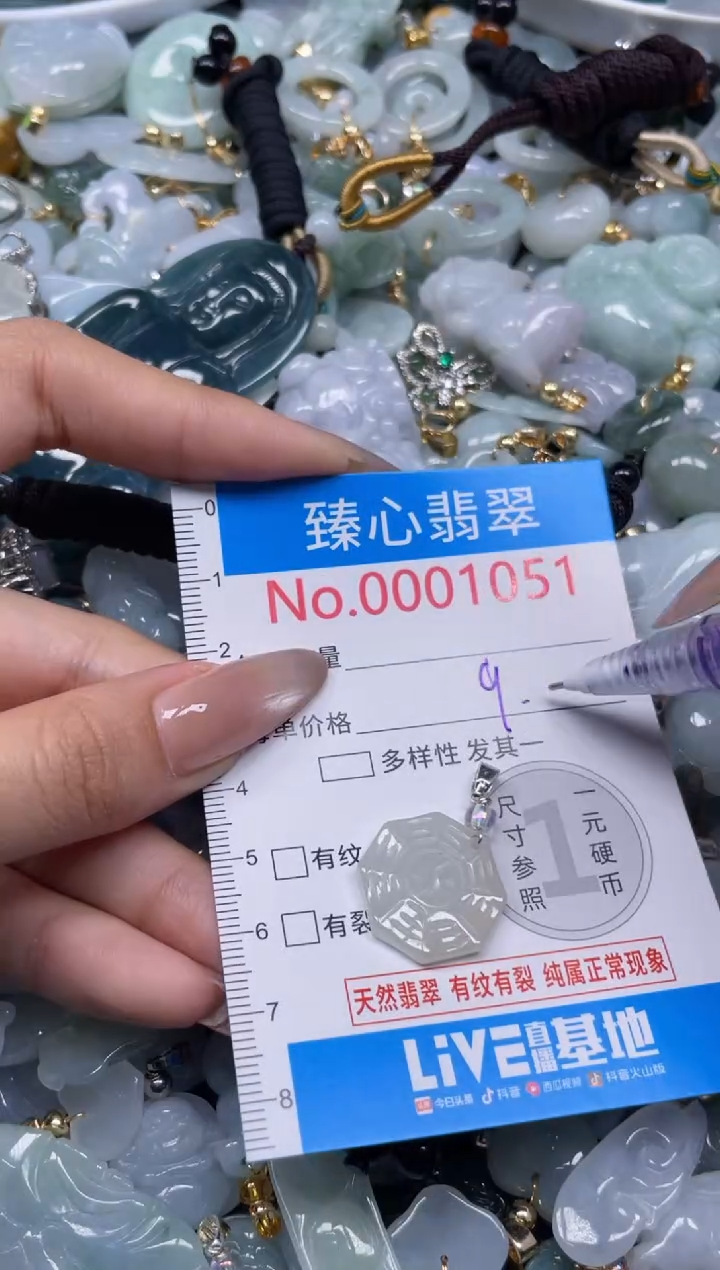 臻心翡翠
No.0001051
量
9.
单价格
多样性 发其一
有纹
有裂
尺寸参照
1
一元硬币
天然翡翠 有纹有裂 纯属正常现象
LiVE直播基地
今日头条 抖音 西瓜视频 抖音火山版
0
1
2
4
5
6
7
8